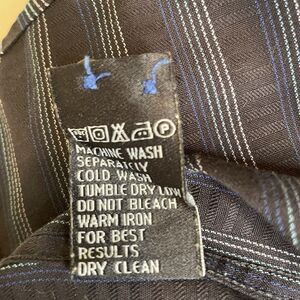 MACHINE WASH
SEPARATELY
COLD WASH
TUMBLE DRY LOW
DO NOT BLEACH
WARM IRON
FOR BEST
RESULTS
DRY CLEAN